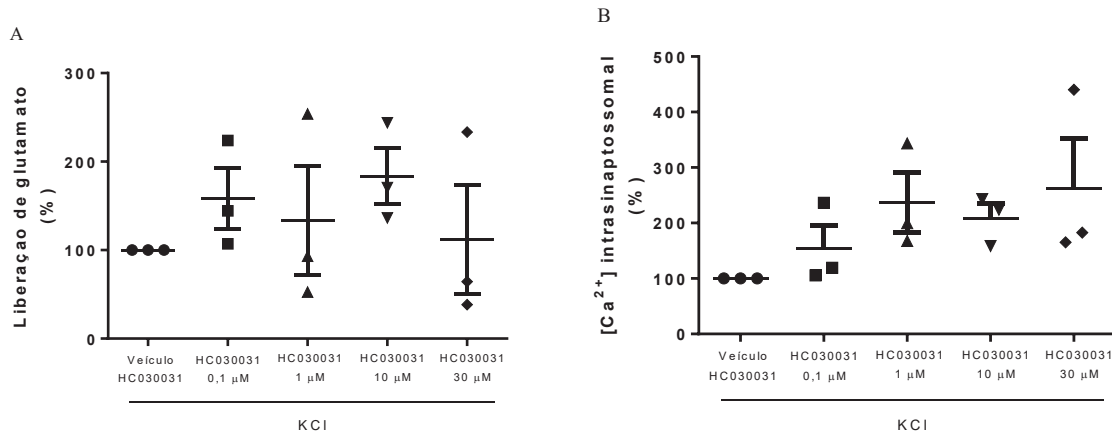 A
Liberação de glutamato
(%)
300
200
100
0
Veículo
HC030031
HC030031
0,1 μM
HC030031
1 μM
HC030031
10 μM
HC030031
30 μM
KCl
B
[Ca²⁺] intrasinaptossomal
(%)
500
400
300
200
100
0
Veículo
HC030031
HC030031
0,1 μM
HC030031
1 μM
HC030031
10 μM
HC030031
30 μM
KCl